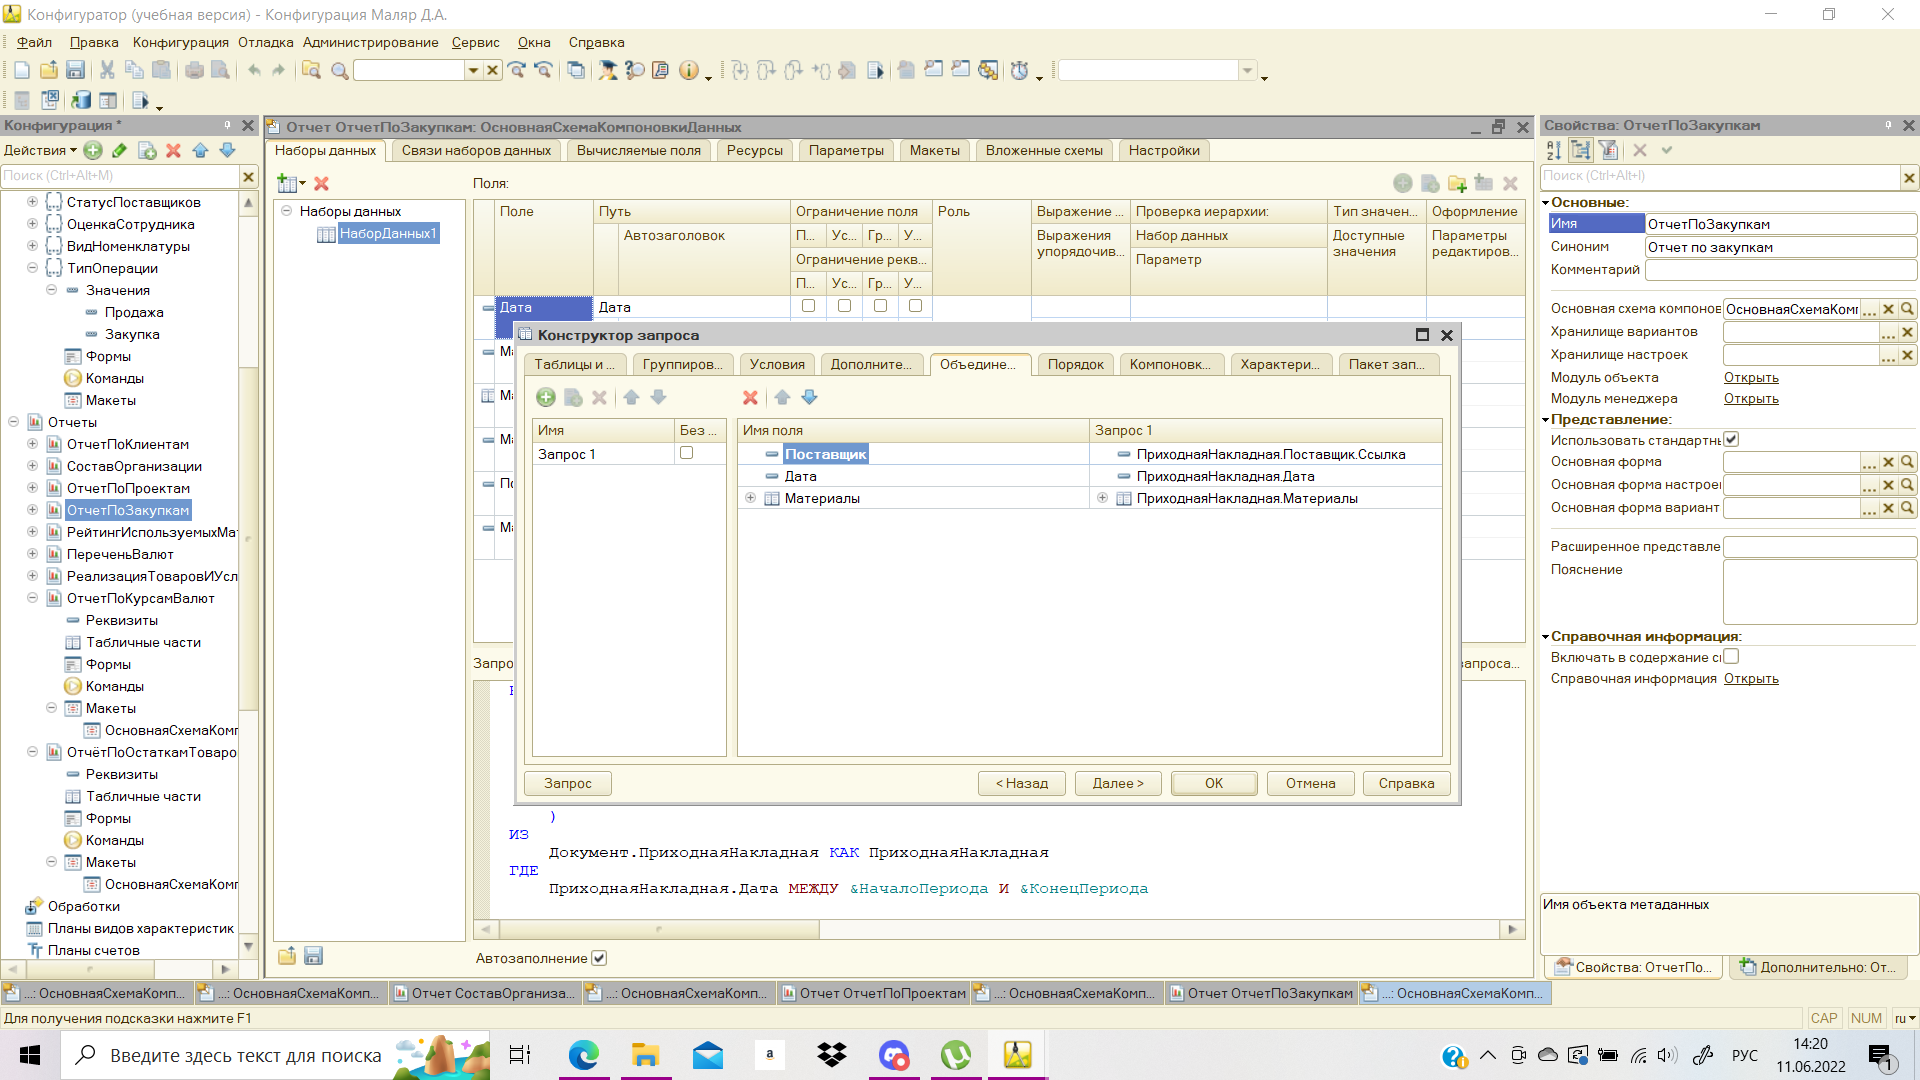 Конфигуратор (учебная версия) - Конфигурация Маляр Д.А.
Файл Правка Конфигурация Отладка Администрирование Сервис Окна Справка
Конфигурация *
Действия
Поиск (Ctrl+Alt+M)
СтатусПоставщиков
ОценкаСотрудника
ВидНоменклатуры
ТипОперации
Значения
Продажа
Закупка
Формы
Команды
Макеты
Отчеты
ОтчетПоКлиентам
СоставОрганизации
ОтчетПоПроектам
ОтчетПоЗакупкам
РейтингИспользуемыхМа
ПереченьВалют
РеализацияТоваровИУсл
ОтчетПоКурсамВалют
Реквизиты
Табличные части
Формы
Команды
Макеты
ОсновнаяСхемаКомп
ОтчётПоОстаткамТоваро
Реквизиты
Табличные части
Формы
Команды
Макеты
ОсновнаяСхемаКомп
Обработки
Планы видов характеристик
Планы счетов
Отчет ОтчетПоЗакупкам: ОсновнаяСхемаКомпоновкиДанных
Наборы данных Связи наборов данных Вычисляемые поля Ресурсы Параметры Макеты Вложенные схемы Настройки
Наборы данных
НаборДанных1
Поля:
Поле Путь Ограничение поля Роль Выражение ... Проверка иерархии: Тип значен... Оформление
Автозаголовок П... Ус... Гр... У... Выражения упорядочив... Набор данных Доступные значения Параметры редактиров...
Ограничение рекв... Параметр
П... Ус... Гр... У...
Дата Дата
Конструктор запроса
Таблицы и ... Группиров... Условия Дополните... Объедине... Порядок Компоновк... Характери... Пакет зап...
Имя Без ... Имя поля Запрос 1
Запрос 1 Поставщик ПриходнаяНакладная.Поставщик.Ссылка
Дата ПриходнаяНакладная.Дата
Материалы ПриходнаяНакладная.Материалы
Запрос < Назад Далее > OK Отмена Справка
Запро
апроса...
)
ИЗ
Документ.ПриходнаяНакладная КАК ПриходнаяНакладная
ГДЕ
ПриходнаяНакладная.Дата МЕЖДУ &НачалоПериода И &КонецПериода
Автозаполнение
Свойства: ОтчетПоЗакупкам
Поиск (Ctrl+Alt+I)
Основные:
Имя ОтчетПоЗакупкам
Синоним Отчет по закупкам
Комментарий
Основная схема компонов ОсновнаяСхемаКомп
Хранилище вариантов
Хранилище настроек
Модуль объекта Открыть
Модуль менеджера Открыть
Представление:
Использовать стандартнь
Основная форма
Основная форма настрое
Основная форма вариант
Расширенное представле
Пояснение
Справочная информация:
Включать в содержание с
Справочная информация Открыть
Имя объекта метаданных
Свойства: ОтчетПо... Дополнительно: От...
...: ОсновнаяСхемаКомп... ...: ОсновнаяСхемаКомп... Отчет СоставОрганиза... ...: ОсновнаяСхемаКомп... Отчет ОтчетПоПроектам ...: ОсновнаяСхемаКомп... Отчет ОтчетПоЗакупкам ...: ОсновнаяСхемаКомп...
Для получения подсказки нажмите F1 CAP NUM ru
Введите здесь текст для поиска a РУС 14:20
11.06.2022 1